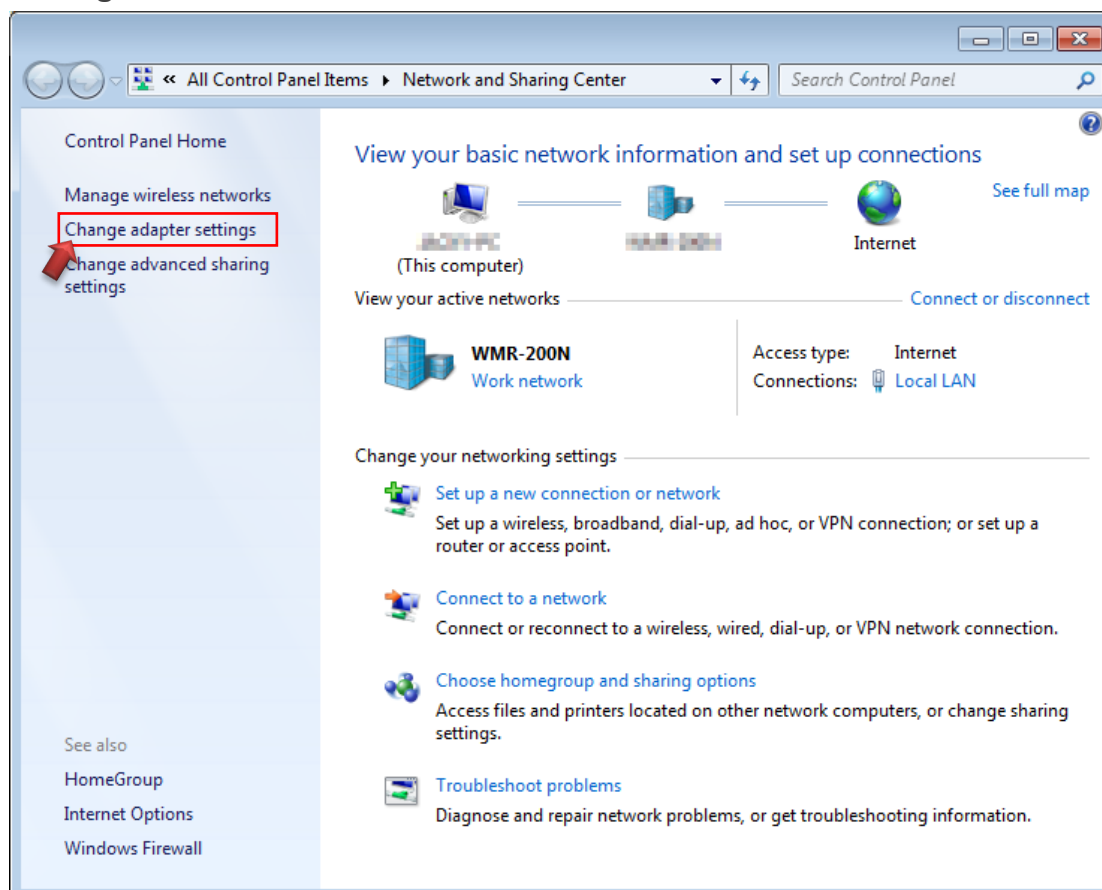 « All Control Panel Items ▸ Network and Sharing Center
Search Control Panel
Control Panel Home
Manage wireless networks
Change adapter settings
Change advanced sharing
settings
See also
HomeGroup
Internet Options
Windows Firewall
View your basic network information and set up connections
See full map
(This computer)
Internet
View your active networks
Connect or disconnect
WMR-200N
Work network
Access type: Internet
Connections: Local LAN
Change your networking settings
Set up a new connection or network
Set up a wireless, broadband, dial-up, ad hoc, or VPN connection; or set up a
router or access point.
Connect to a network
Connect or reconnect to a wireless, wired, dial-up, or VPN network connection.
Choose homegroup and sharing options
Access files and printers located on other network computers, or change sharing
settings.
Troubleshoot problems
Diagnose and repair network problems, or get troubleshooting information.